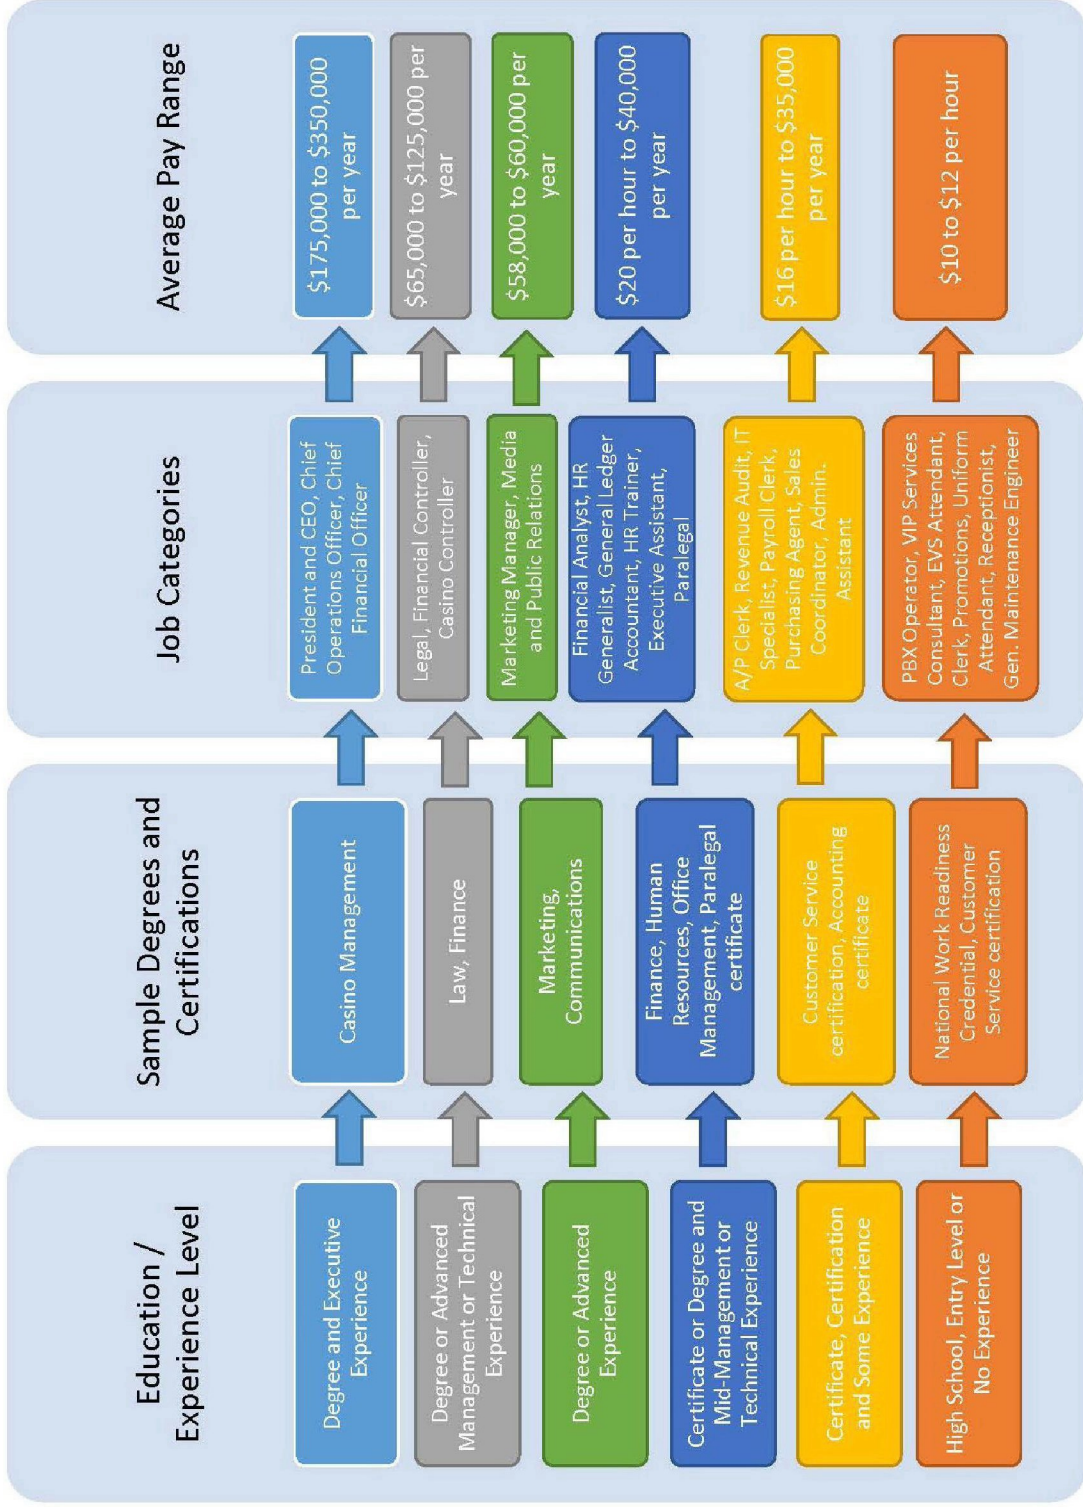 Education /
Experience Level
Degree and Executive
Experience
Degree or Advanced
Management or Technical
Experience
Degree or Advanced
Experience
Certificate or Degree and
Mid-Management or
Technical Experience
Certificate, Certification
and Some Experience
High School, Entry Level or
No Experience
Sample Degrees and
Certifications
Casino Management
Law, Finance
Marketing,
Communications
Finance, Human
Resources, Office
Management, Paralegal
certificate
Customer Service
certification, Accounting
certificate
National Work Readiness
Credential, Customer
Service certification
Job Categories
President and CEO, Chief
Operations Officer, Chief
Financial Officer
Legal, Financial Controller,
Casino Controller
Marketing Manager, Media
and Public Relations
Financial Analyst, HR
Generalist, General Ledger
Accountant, HR Trainer,
Executive Assistant,
Paralegal
A/P Clerk, Revenue Audit, IT
Specialist, Payroll Clerk,
Purchasing Agent, Sales
Coordinator, Admin.
Assistant
PBX Operator, VIP Services
Consultant, EVS Attendant,
Clerk, Promotions, Uniform
Attendant, Receptionist,
Gen. Maintenance Engineer
Average Pay Range
$175,000 to $350,000
per year
$65,000 to $125,000 per
year
$58,000 to $60,000 per
year
$20 per hour to $40,000
per year
$16 per hour to $35,000
per year
$10 to $12 per hour